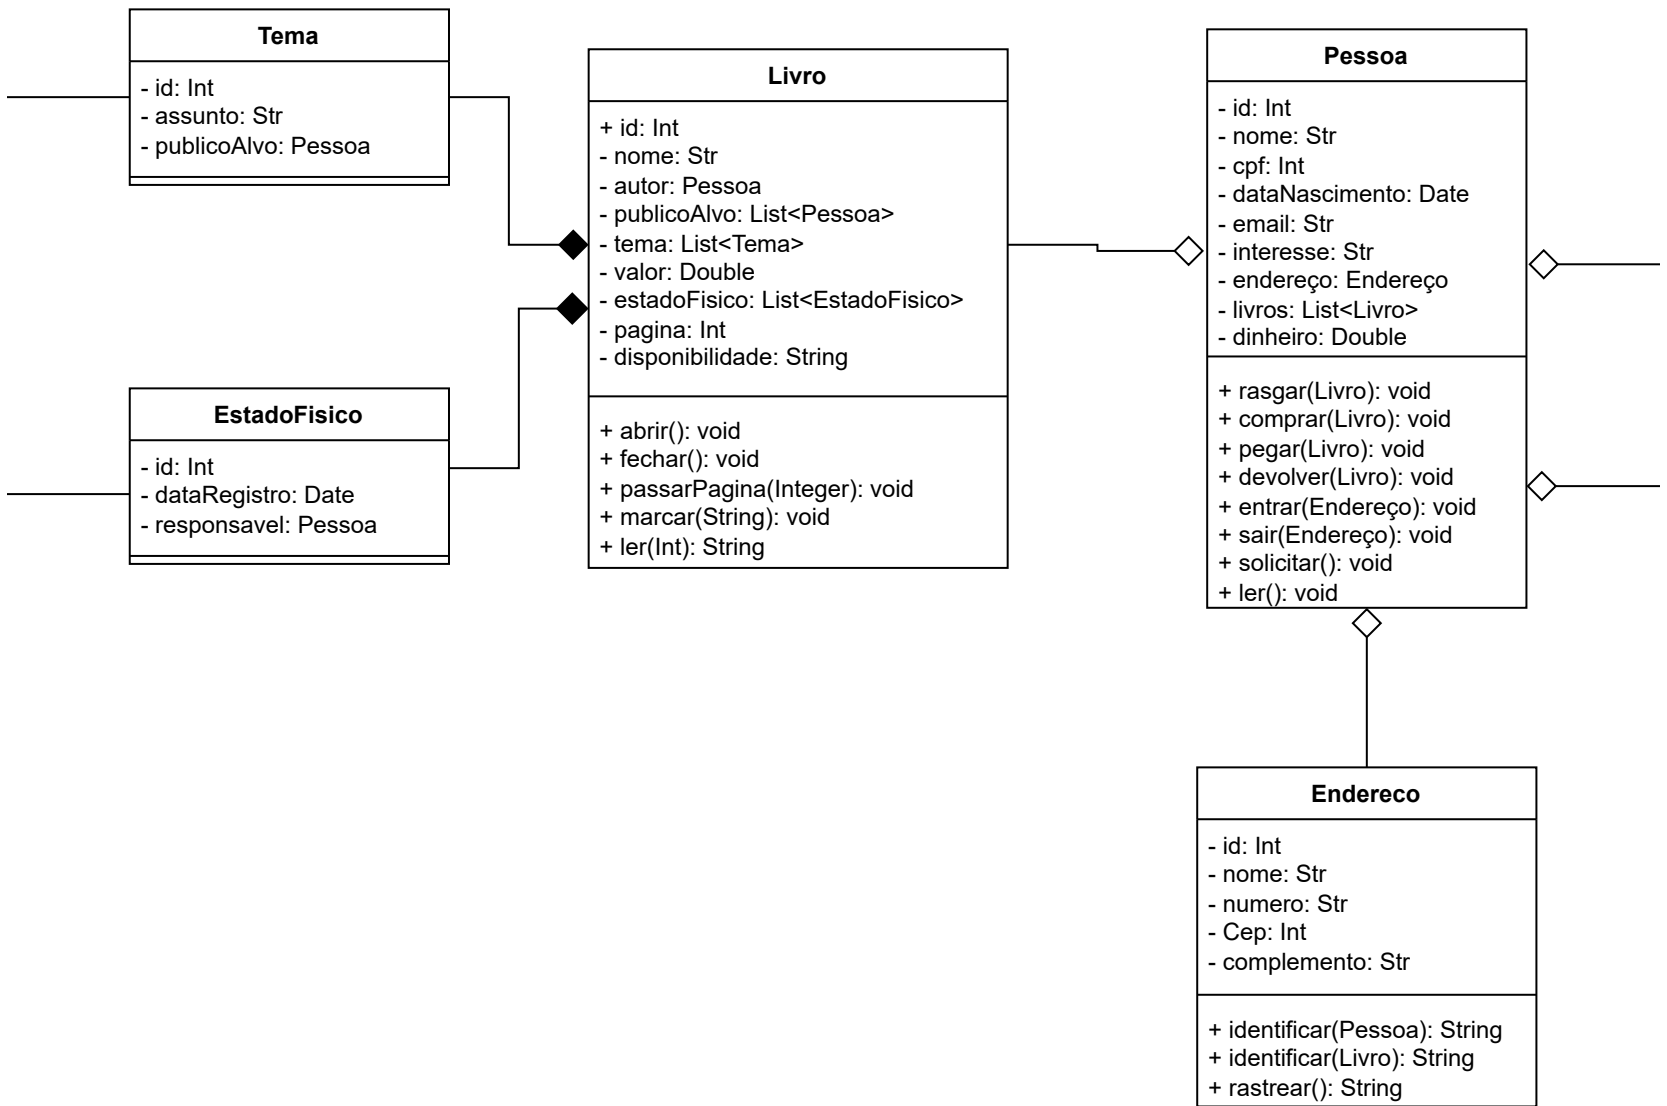 Tema
- id: Int
- assunto: Str
- publicoAlvo: Pessoa
EstadoFisico
- id: Int
- dataRegistro: Date
- responsavel: Pessoa
Livro
+ id: Int
- nome: Str
- autor: Pessoa
- publicoAlvo: List<Pessoa>
- tema: List<Tema>
- valor: Double
- estadoFisico: List<EstadoFisico>
- pagina: Int
- disponibilidade: String
+ abrir(): void
+ fechar(): void
+ passarPagina(Integer): void
+ marcar(String): void
+ ler(Int): String
Pessoa
- id: Int
- nome: Str
- cpf: Int
- dataNascimento: Date
- email: Str
- interesse: Str
- endereço: Endereço
- livros: List<Livro>
- dinheiro: Double
+ rasgar(Livro): void
+ comprar(Livro): void
+ pegar(Livro): void
+ devolver(Livro): void
+ entrar(Endereço): void
+ sair(Endereço): void
+ solicitar(): void
+ ler(): void
Endereco
- id: Int
- nome: Str
- numero: Str
- Cep: Int
- complemento: Str
+ identificar(Pessoa): String
+ identificar(Livro): String
+ rastrear(): String